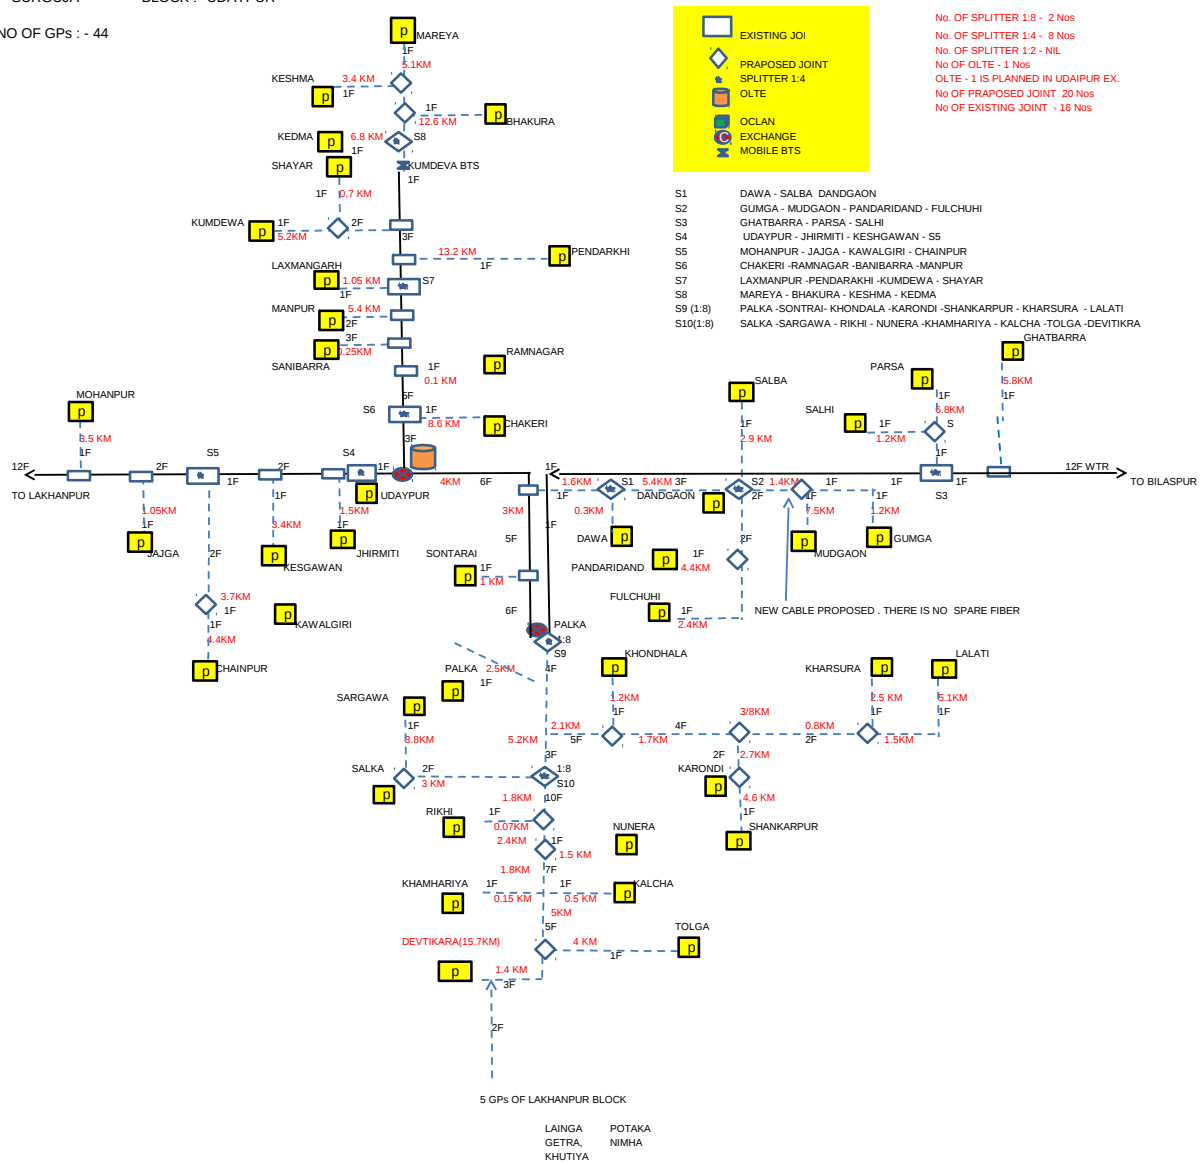 SURGUJA BLOCK : UDAYPUR
NO OF GPs : - 44
MAREYA
p
1F
5.1KM
KESHMA
3.4 KM
p
1F
1F
12.6 KM
p
BHAKURA
KEDMA
p
6.8 KM
1F
S8
SHAYAR
p
KUMDEVA BTS
1F
1F
0.7 KM
KUMDEWA
p
1F
5.2KM
2F
3F
13.2 KM
1F
p
PENDARKHI
LAXMANGARH
p
1.05 KM
1F
S7
MANPUR
p
5.4 KM
2F
3F
SANIBARRA
p
0.25KM
RAMNAGAR
p
1F
0.1 KM
5F
S6
1F
8.6 KM
p
CHAKERI
3F
EXISTING JOI
PRAPOSED JOINT
SPLITTER 1:4
OLTE
OCLAN
C
EXCHANGE
MOBILE BTS
No. OF SPLITTER 1:8 - 2 Nos
No. OF SPLITTER 1:4 - 8 Nos
No. OF SPLITTER 1:2 - NIL
No OF OLTE - 1 Nos
OLTE - 1 IS PLANNED IN UDAIPUR EX.
No OF PRAPOSED JOINT 20 Nos
No OF EXISTING JOINT - 16 Nos
S1 DAWA - SALBA DANDGAON
S2 GUMGA - MUDGAON - PANDARIDAND - FULCHUHI
S3 GHATBARRA - PARSA - SALHI
S4 UDAYPUR - JHIRMITI - KESHGAWAN - S5
S5 MOHANPUR - JAJGA - KAWALGIRI - CHAINPUR
S6 CHAKERI -RAMNAGAR -BANIBARRA -MANPUR
S7 LAXMANPUR -PENDARAKHI -KUMDEWA - SHAYAR
S8 MAREYA - BHAKURA - KESHMA - KEDMA
S9 (1:8) PALKA -SONTRAI- KHONDALA -KARONDI -SHANKARPUR - KHARSURA - LALATI
S10(1:8) SALKA -SARGAWA - RIKHI - NUNERA -KHAMHARIYA - KALCHA -TOLGA -DEVITIKRA
GHATBARRA
p
5.8KM
1F
PARSA
p
1F
6.8KM
SALHI
p
1F
1.2KM
S
1F
SALBA
p
1F
2.9 KM
MOHANPUR
p
3.5 KM
1F
12F
TO LAKHANPUR
2F
S5
1F
2F
S4
1F
p
UDAYPUR
4KM
6F
1F
12F WTR
TO BILASPUR
1.05KM
1F
p
JAJGA
2F
1F
3.4KM
p
KESGAWAN
1.5KM
1F
p
JHIRMITI
3.7KM
1F
1F
4.4KM
p
CHAINPUR
p
KAWALGIRI
1.6KM
1F
S1
5.4KM
3F
0.3KM
DANDGAON
p
S2
2F
1.4KM
1F
7.5KM
1F
1F
1.2KM
1F
S3
1F
3KM
5F
1F
DAWA
p
p
MUDGAON
p
GUMGA
SONTARAI
p
1F
1 KM
PANDARIDAND
p
1F
4.4KM
2F
FULCHUHI
p
1F
2.4KM
NEW CABLE PROPOSED . THERE IS NO SPARE FIBER
6F
PALKA
1:8
S9
4F
PALKA
p
2.5KM
1F
KHONDHALA
p
1.2KM
1F
KHARSURA
p
2.5 KM
1F
LALATI
p
5.1KM
1F
SARGAWA
p
1F
3.8KM
5.2KM
2.1KM
5F
1.7KM
4F
3/8KM
2F
2.7KM
0.8KM
2F
1.5KM
3F
SALKA
p
2F
3 KM
1:8
S10
KARONDI
p
4.6 KM
1F
p
SHANKARPUR
1.8KM
10F
RIKHI
p
1F
0.07KM
2.4KM
1F
1.5 KM
NUNERA
p
1.8KM
7F
KHAMHARIYA
p
1F
0.15 KM
1F
0.5 KM
p
KALCHA
5KM
5F
DEVTIKARA(15.7KM)
p
1.4 KM
3F
4 KM
1F
TOLGA
p
2F
5 GPs OF LAKHANPUR BLOCK
LAINGA POTAKA
GETRA, NIMHA
KHUTIYA